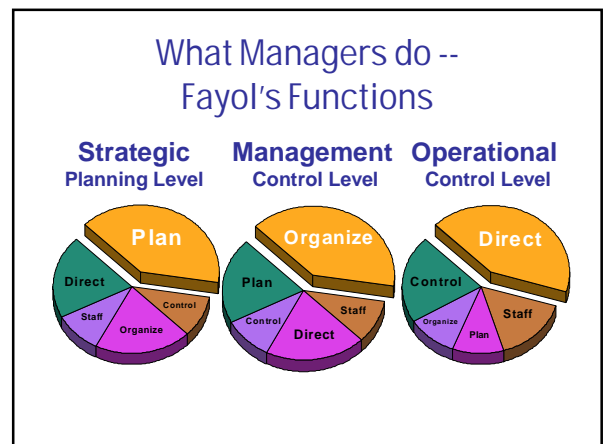 What Managers do --
Fayol's Functions
Strategic
Planning Level
Management
Control Level
Operational
Control Level
Plan
Direct
Staff
Organize
Control
Organize
Plan
Control
Direct
Staff
Direct
Control
Organize
Plan
Staff